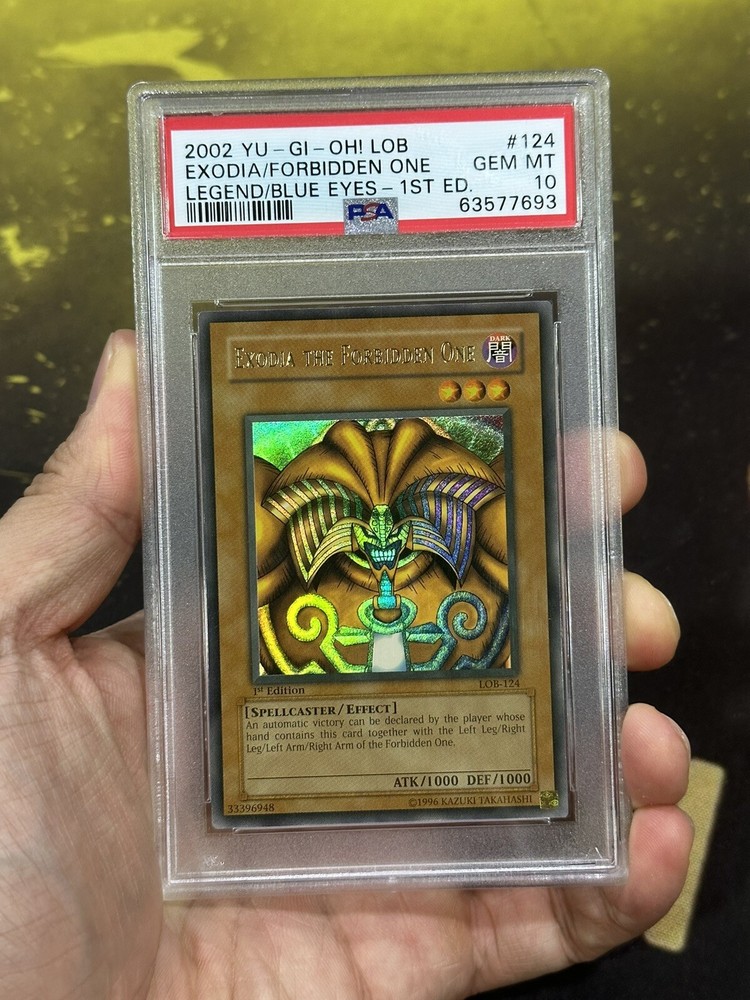 2002 YU-GI-OH! LOB #124
EXODIA/FORBIDDEN ONE GEM MT
LEGEND/BLUE EYES-1ST ED. 10
PSA 63577693
EXODIA THE FORBIDDEN ONE
DARK
闇
1st Edition LOB-124
[SPELLCASTER/EFFECT]
An automatic victory can be declared by the player whose
hand contains this card together with the Left Leg/Right
Leg/Left Arm/Right Arm of the Forbidden One.
ATK/1000 DEF/1000
33396948 ©1996 KAZUKI TAKAHASHI